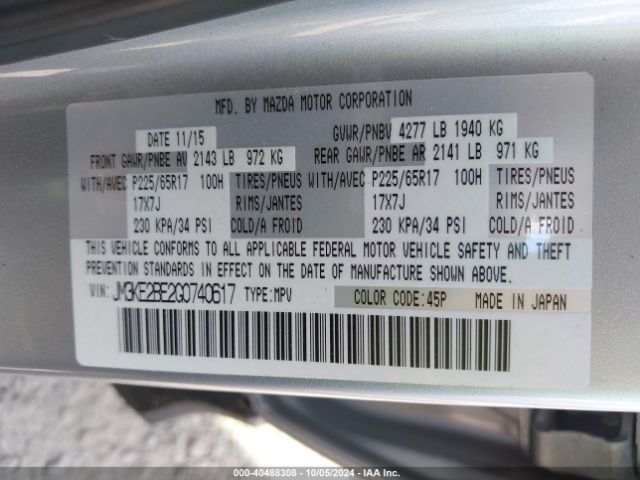 MFD. BY MAZDA MOTOR CORPORATION
DATE 11/15 GVWR/PNBV 4277 LB 1940 KG
FRONT GAWR/PNBE AV 2143 LB 972 KG REAR GAWR/PNBE AR 2141 LB 971 KG
WITH/AVEC P225/65R17 100H TIRES/PNEUS WITH/AVEC P225/65R17 100H TIRES/PNEUS
17X7J RIMS/JANTES 17X7J RIMS/JANTES
230 KPA/34 PSI COLD/A FROID 230 KPA/34 PSI COLD/A FROID
THIS VEHICLE CONFORMS TO ALL APPLICABLE FEDERAL MOTOR VEHICLE SAFETY AND THEFT
PREVENTION STANDARDS IN EFFECT ON THE DATE OF MANUFACTURE SHOWN ABOVE.
VIN: JM3KE2BE2G0740617 TYPE:MPV COLOR CODE:45P MADE IN JAPAN
000-40488308 - 10/05/2024 - IAA Inc.